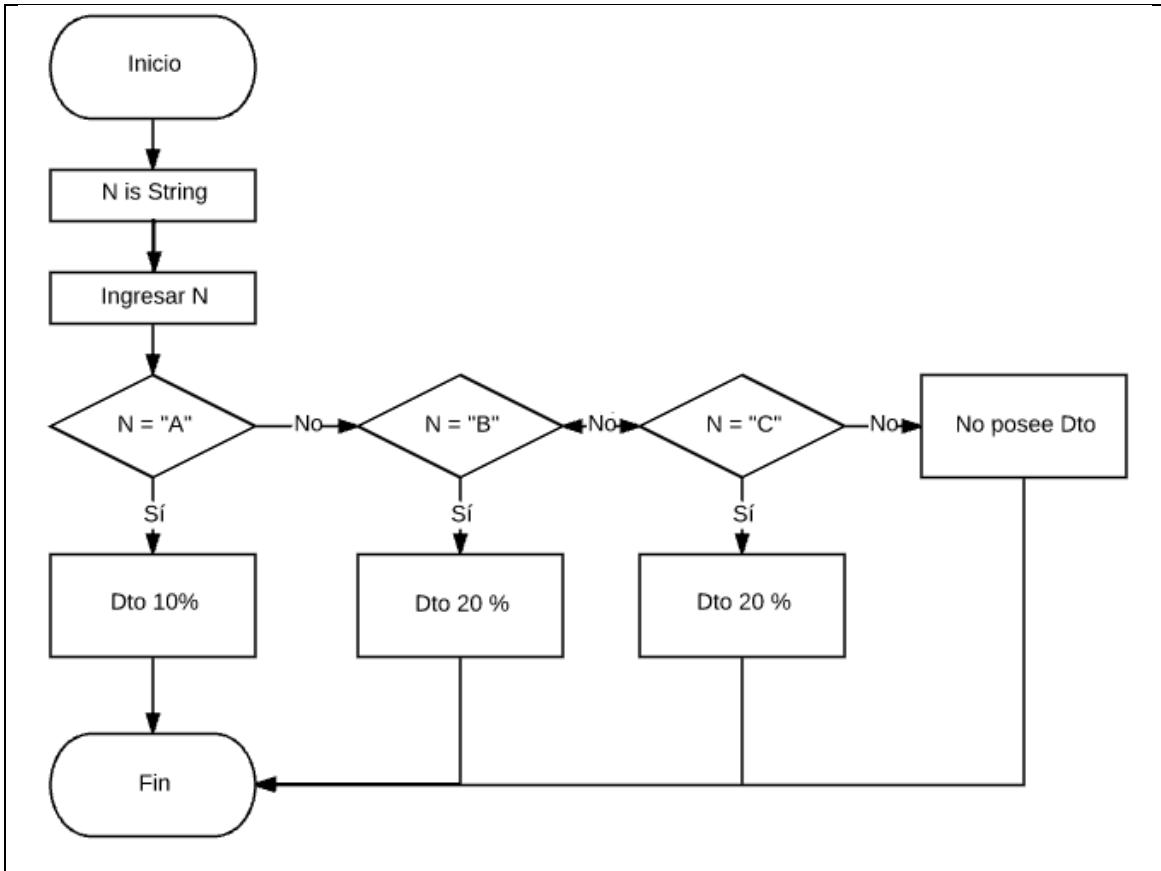 Inicio
N is String
Ingresar N
N = "A"
No
N = "B"
No
N = "C"
No
No posee Dto
Sí
Sí
Sí
Dto 10%
Dto 20 %
Dto 20 %
Fin